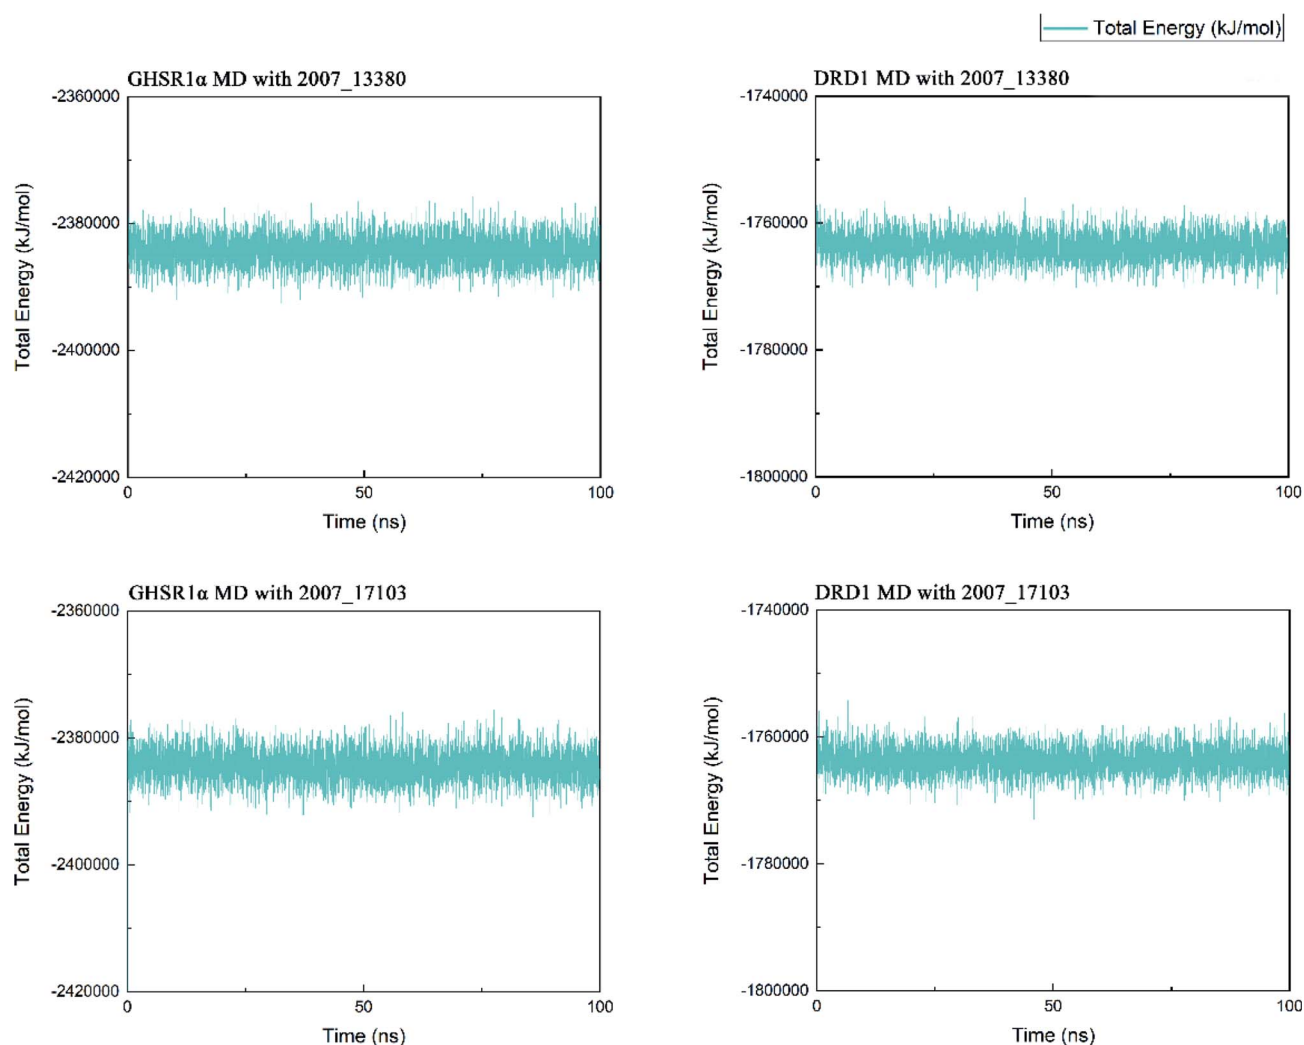 Total Energy (kJ/mol)
GHSR1α MD with 2007_13380
-2360000
-2380000
-2400000
-2420000
Total Energy (kJ/mol)
0
50
100
Time (ns)
DRD1 MD with 2007_13380
-1740000
-1760000
-1780000
-1800000
Total Energy (kJ/mol)
0
50
100
Time (ns)
GHSR1α MD with 2007_17103
-2360000
-2380000
-2400000
-2420000
Total Energy (kJ/mol)
0
50
100
Time (ns)
DRD1 MD with 2007_17103
-1740000
-1760000
-1780000
-1800000
Total Energy (kJ/mol)
0
50
100
Time (ns)